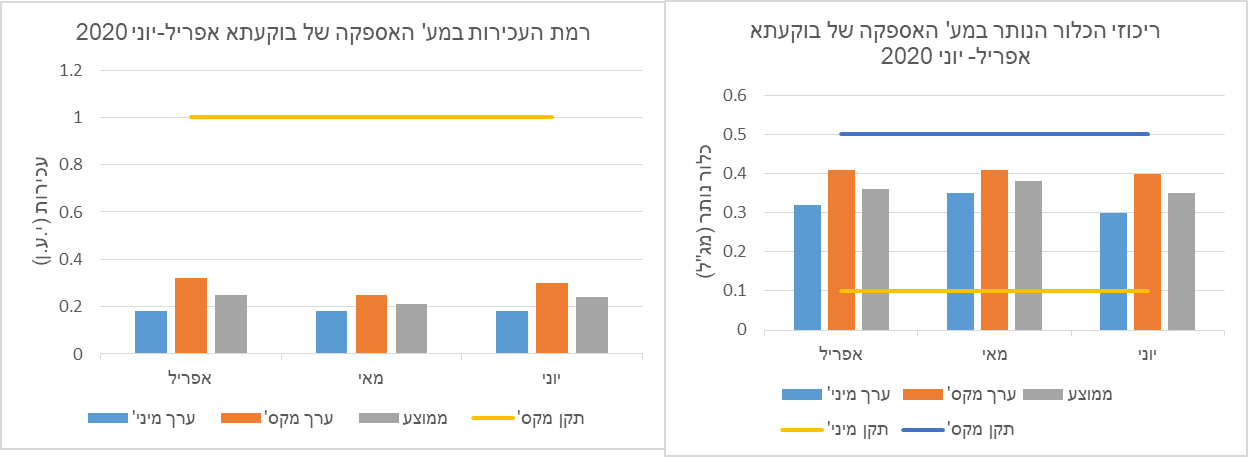 רמת העכירות במע' האספקה של בוקעתא אפריל-יוני 2020
1.2
1
0.8
0.6
0.4
0.2
0
עכירות (י.ע.ן)
אפריל
מאי
יוני
ערך מיני'
ערך מקס'
ממוצע
תקן מקס'
ריכוזי הכלור הנותר במע' האספקה של בוקעתא
אפריל- יוני 2020
0.6
0.5
0.4
0.3
0.2
0.1
0
כלור נותר (מג"ל)
אפריל
מאי
יוני
ערך מיני'
ערך מקס'
ממוצע
תקן מיני'
תקן מקס'